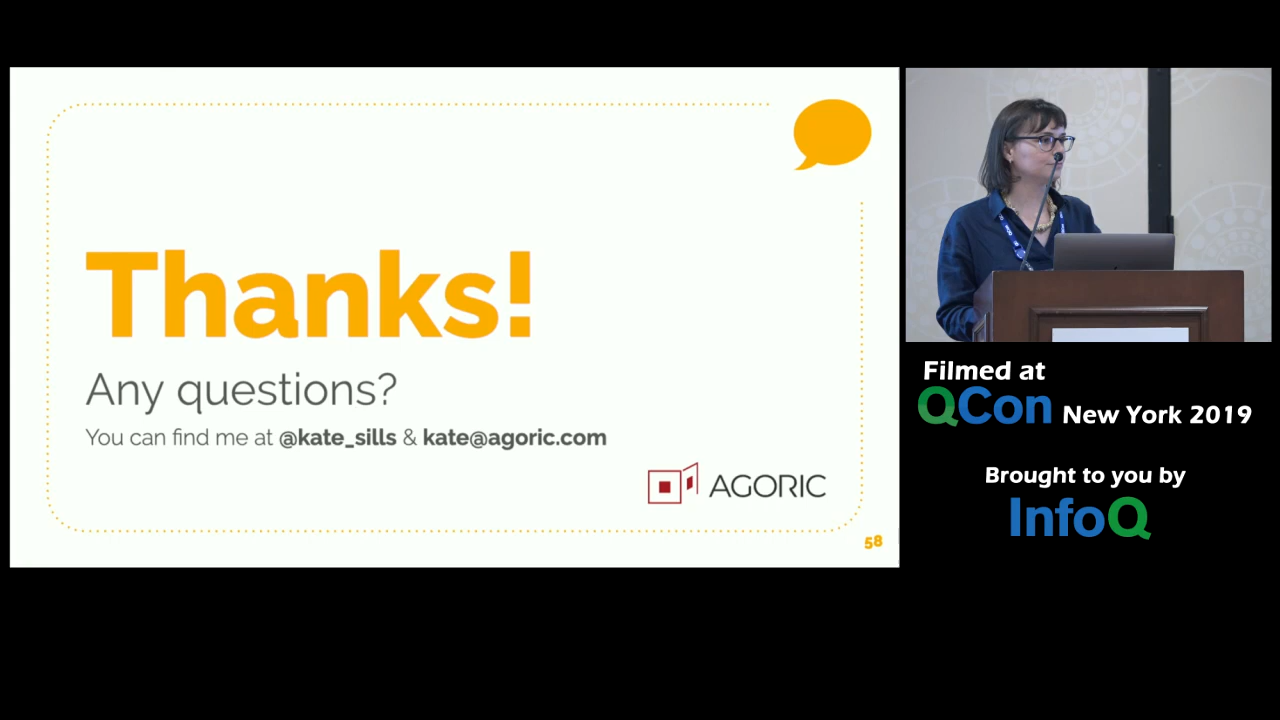 Thanks!
Any questions?
You can find me at @kate_sills & kate@agoric.com
AGORIC
58
Filmed at
QCon New York 2019
Brought to you by
InfoQ